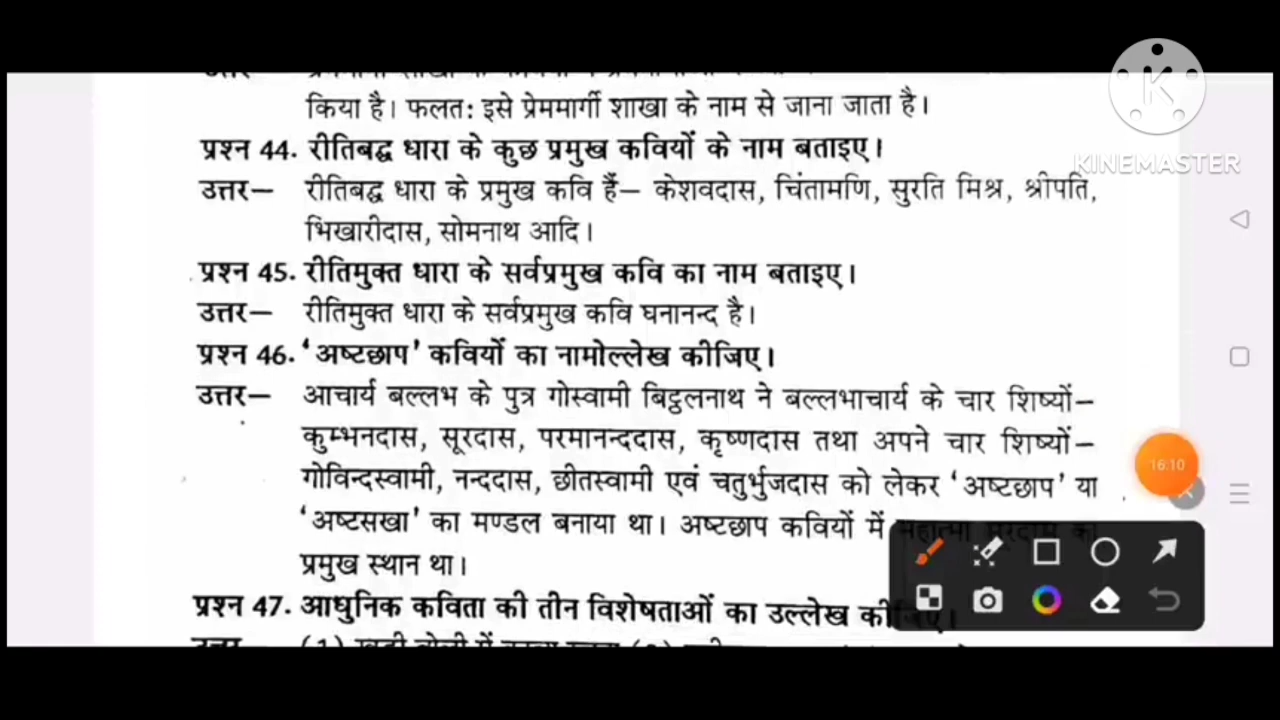 KINEMASTER
किया है। फलत: इसे प्रेममार्गी शाखा के नाम से जाना जाता है।
प्रश्न 44. रीतिबद्ध धारा के कुछ प्रमुख कवियों के नाम बताइए।
उत्तर– रीतिबद्ध धारा के प्रमुख कवि हैं– केशवदास, चिंतामणि, सुरति मिश्र, श्रीपति,
भिखारीदास, सोमनाथ आदि।
प्रश्न 45. रीतिमुक्त धारा के सर्वप्रमुख कवि का नाम बताइए।
उत्तर– रीतिमुक्त धारा के सर्वप्रमुख कवि घनानन्द है।
प्रश्न 46. 'अष्टछाप' कवियों का नामोल्लेख कीजिए।
उत्तर– आचार्य बल्लभ के पुत्र गोस्वामी बिट्ठलनाथ ने बल्लभाचार्य के चार शिष्यों–
कुम्भनदास, सूरदास, परमानन्ददास, कृष्णदास तथा अपने चार शिष्यों–
गोविन्दस्वामी, नन्ददास, छीतस्वामी एवं चतुर्भुजदास को लेकर 'अष्टछाप' या
16:10
'अष्टसखा' का मण्डल बनाया था। अष्टछाप कवियों में महात्मा सूरदास का
प्रमुख स्थान था।
प्रश्न 47. आधुनिक कविता की तीन विशेषताओं का उल्लेख कीजिए।